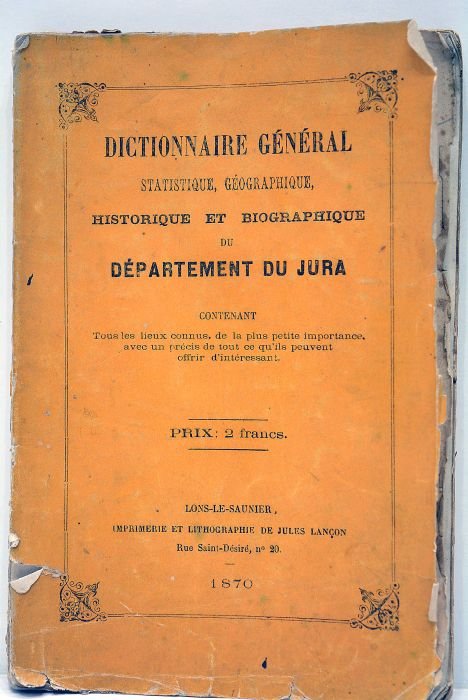 DICTIONNAIRE GÉNÉRAL
STATISTIQUE, GÉOGRAPHIQUE,
HISTORIQUE ET BIOGRAPHIQUE
DU
DÉPARTEMENT DU JURA
CONTENANT
Tous les lieux connus, de la plus petite importance,
avec un précis de tout ce qu'ils peuvent
offrir d'intéressant.
PRIX: 2 francs.
LONS-LE-SAUNIER,
IMPRIMERIE ET LITHOGRAPHIE DE JULES LANÇON
Rue Saint-Désiré, nº 20.
1870